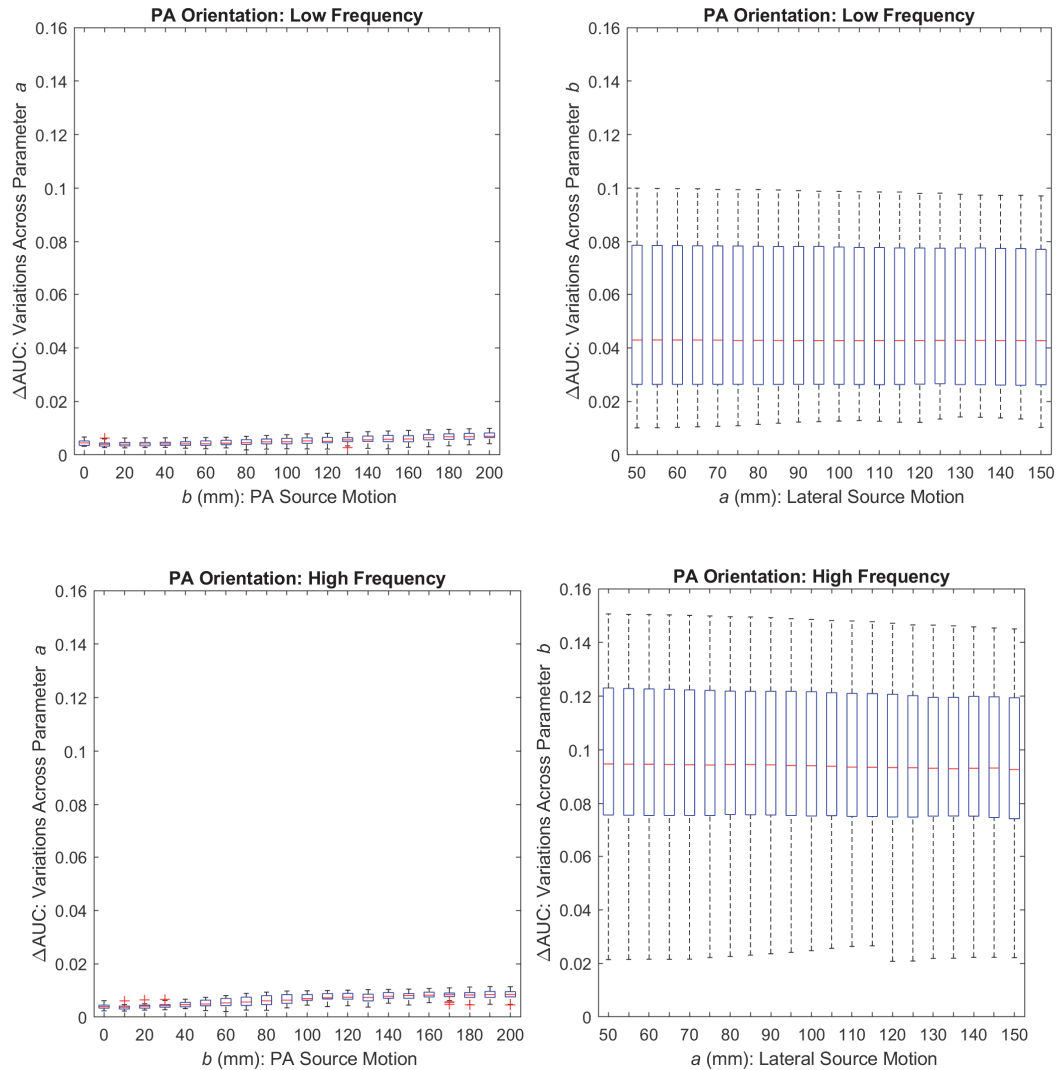 PA Orientation: Low Frequency
0.16
0.14
0.12
0.1
0.08
0.06
0.04
0.02
0
ΔAUC: Variations Across Parameter a
0 20 40 60 80 100 120 140 160 180 200
b (mm): PA Source Motion
PA Orientation: Low Frequency
0.16
0.14
0.12
0.1
0.08
0.06
0.04
0.02
0
ΔAUC: Variations Across Parameter b
50 60 70 80 90 100 110 120 130 140 150
a (mm): Lateral Source Motion
PA Orientation: High Frequency
0.16
0.14
0.12
0.1
0.08
0.06
0.04
0.02
0
ΔAUC: Variations Across Parameter a
0 20 40 60 80 100 120 140 160 180 200
b (mm): PA Source Motion
PA Orientation: High Frequency
0.16
0.14
0.12
0.1
0.08
0.06
0.04
0.02
0
ΔAUC: Variations Across Parameter b
50 60 70 80 90 100 110 120 130 140 150
a (mm): Lateral Source Motion